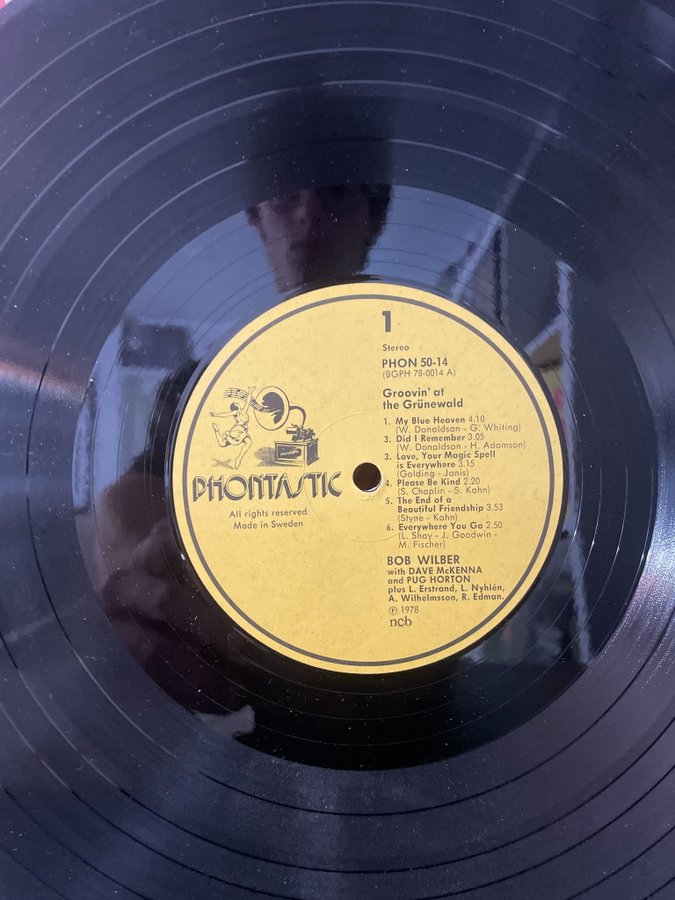 1
Stereo
PHON 50-14
(BGPH 78-0014 A)
Groovin' at
the Grünewald
1. My Blue Heaven 4.10
(W. Donaldson - G. Whiting)
3. Did I Remember 3.05
(W. Donaldson - H. Adamson)
3. Love, Your Magic Spell
is Everywhere 3.15
(Golding - Janis)
4. Please Be Kind 2.20
(S. Chaplin - S. Kahn)
5. The End of a
Beautiful Friendship 3.53
(Styne - Kahn)
6. Everywhere You Go 2.50
(L. Shay - J. Goodwin -
M. Fischer)
BOB WILBER
with DAVE McKENNA
and PUG HORTON
plus L. Erstrand, L. Nyhlén,
A. Wilhelmsson, R. Edman.
℗ 1978
ncb
PHONTASTIC
All rights reserved
Made in Sweden